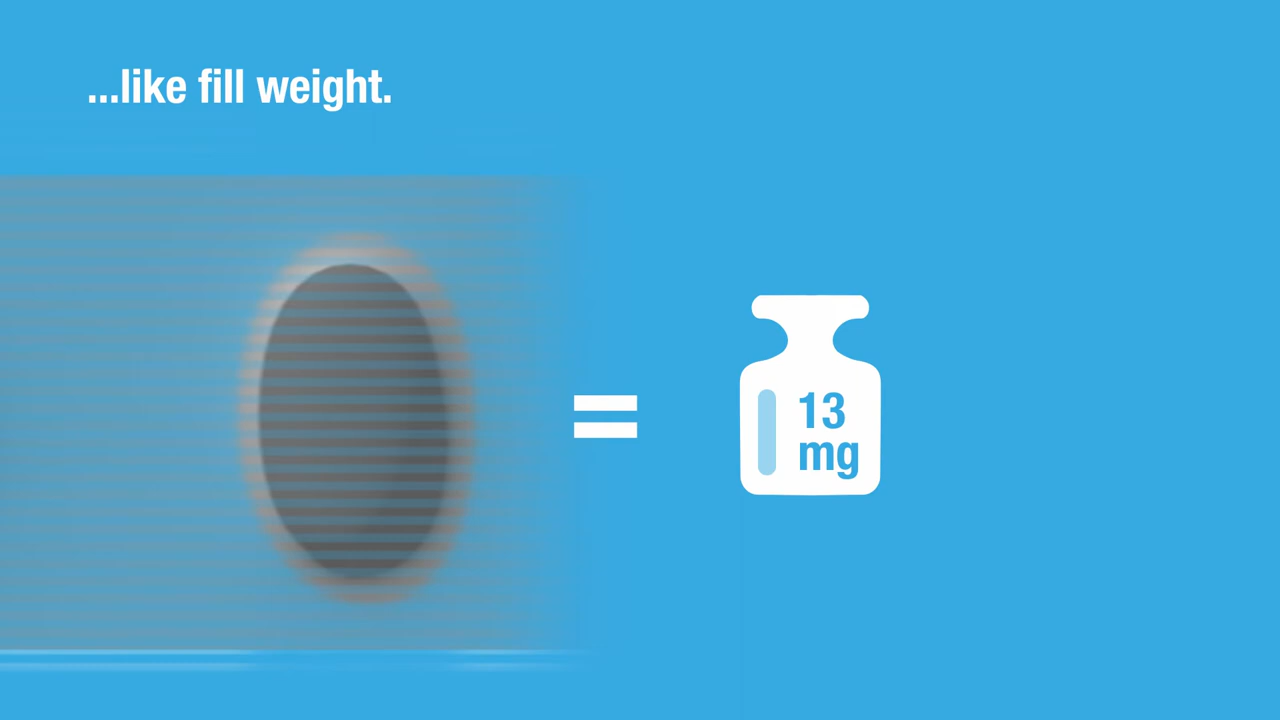 ...like fill weight.
=
13
mg